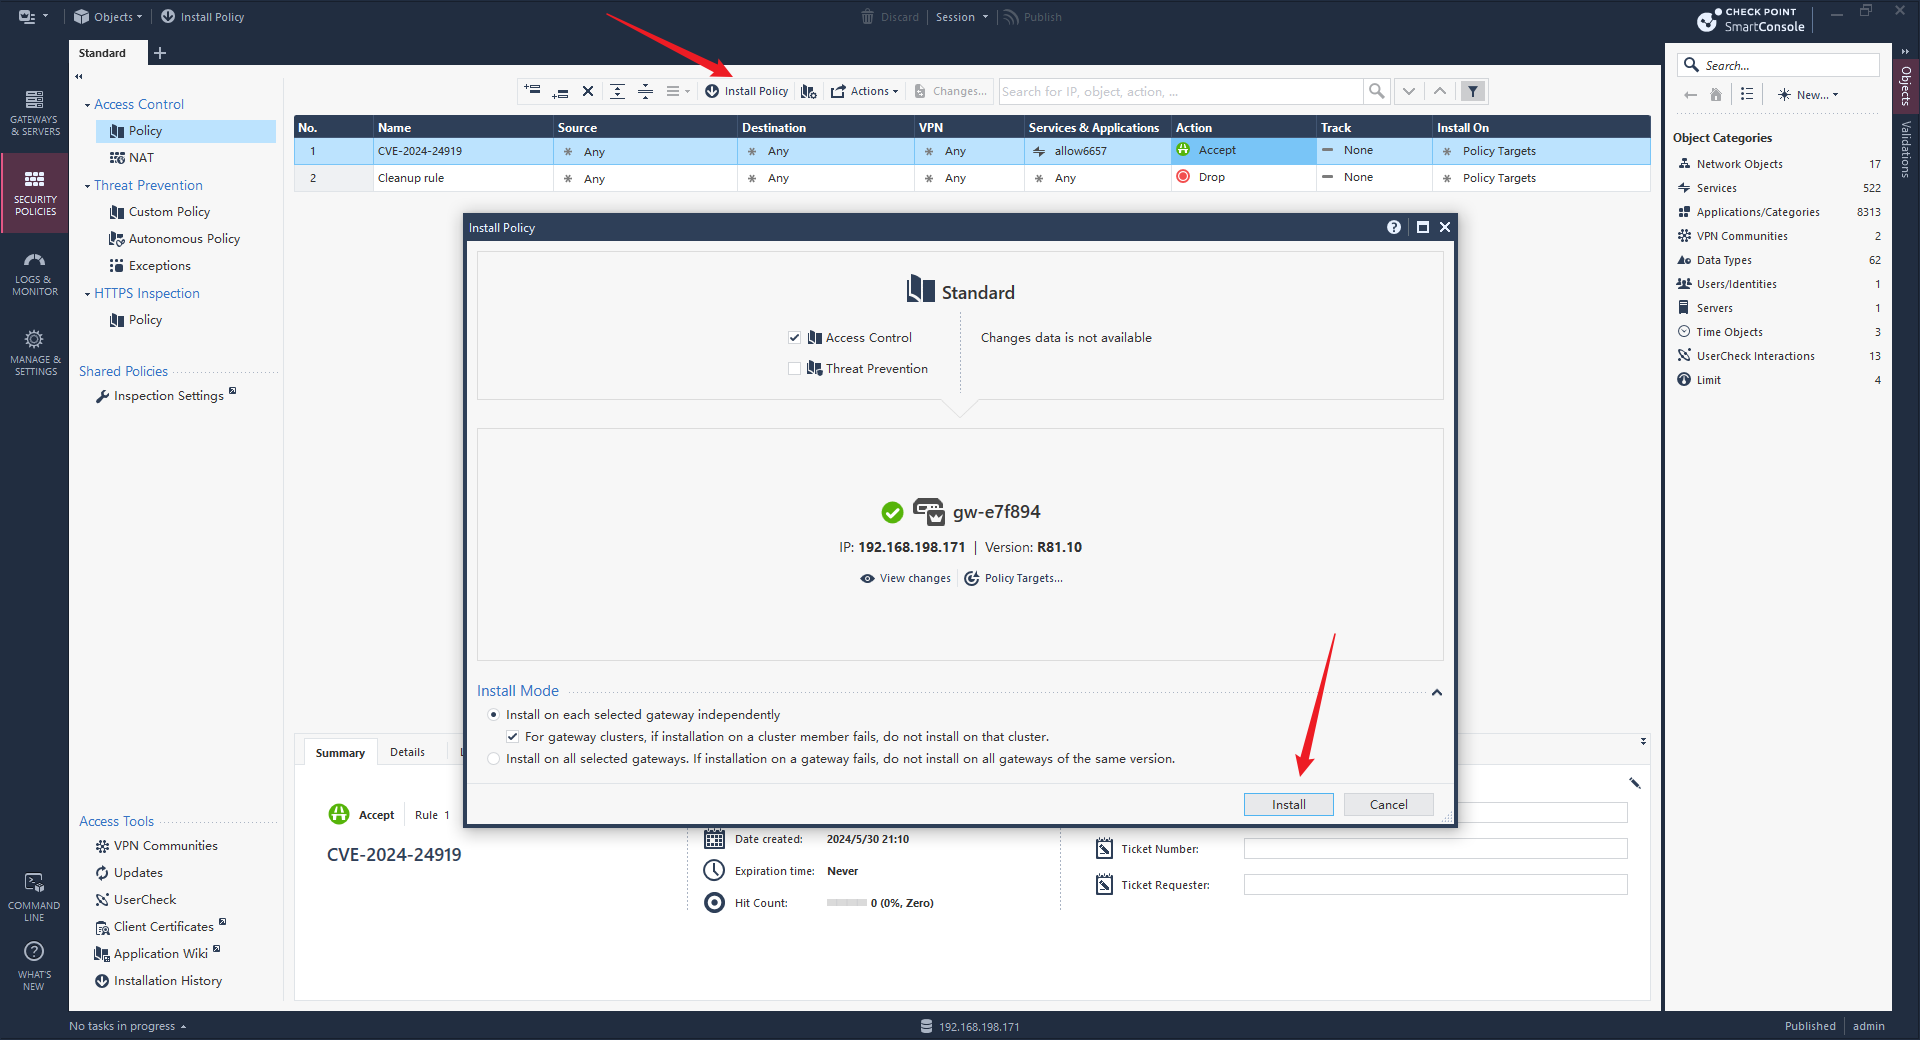 Objects
Install Policy
Discard
Session
Publish
CHECK POINT
SmartConsole
Standard
GATEWAYS
& SERVERS
SECURITY
POLICIES
LOGS &
MONITOR
MANAGE &
SETTINGS
COMMAND
LINE
WHAT'S
NEW
Access Control
Policy
NAT
Threat Prevention
Custom Policy
Autonomous Policy
Exceptions
HTTPS Inspection
Policy
Shared Policies
Inspection Settings
Access Tools
VPN Communities
Updates
UserCheck
Client Certificates
Application Wiki
Installation History
Install Policy
Actions
Changes...
Search for IP, object, action, ...
No. Name Source Destination VPN Services & Applications Action Track Install On
1 CVE-2024-24919 * Any * Any * Any allow6657 Accept None * Policy Targets
2 Cleanup rule * Any * Any * Any * Any Drop None * Policy Targets
Install Policy
Standard
Access Control
Threat Prevention
Changes data is not available
gw-e7f894
IP: 192.168.198.171 | Version: R81.10
View changes
Policy Targets...
Install Mode
Install on each selected gateway independently
For gateway clusters, if installation on a cluster member fails, do not install on that cluster.
Install on all selected gateways. If installation on a gateway fails, do not install on all gateways of the same version.
Install
Cancel
Summary
Details
Accept
Rule 1
CVE-2024-24919
Date created: 2024/5/30 21:10
Expiration time: Never
Hit Count: 0 (0%, Zero)
Ticket Number:
Ticket Requester:
Search...
New...
Object Categories
Network Objects 17
Services 522
Applications/Categories 8313
VPN Communities 2
Data Types 62
Users/Identities 1
Servers 1
Time Objects 3
UserCheck Interactions 13
Limit 4
Objects
Validations
No tasks in progress
192.168.198.171
Published
admin